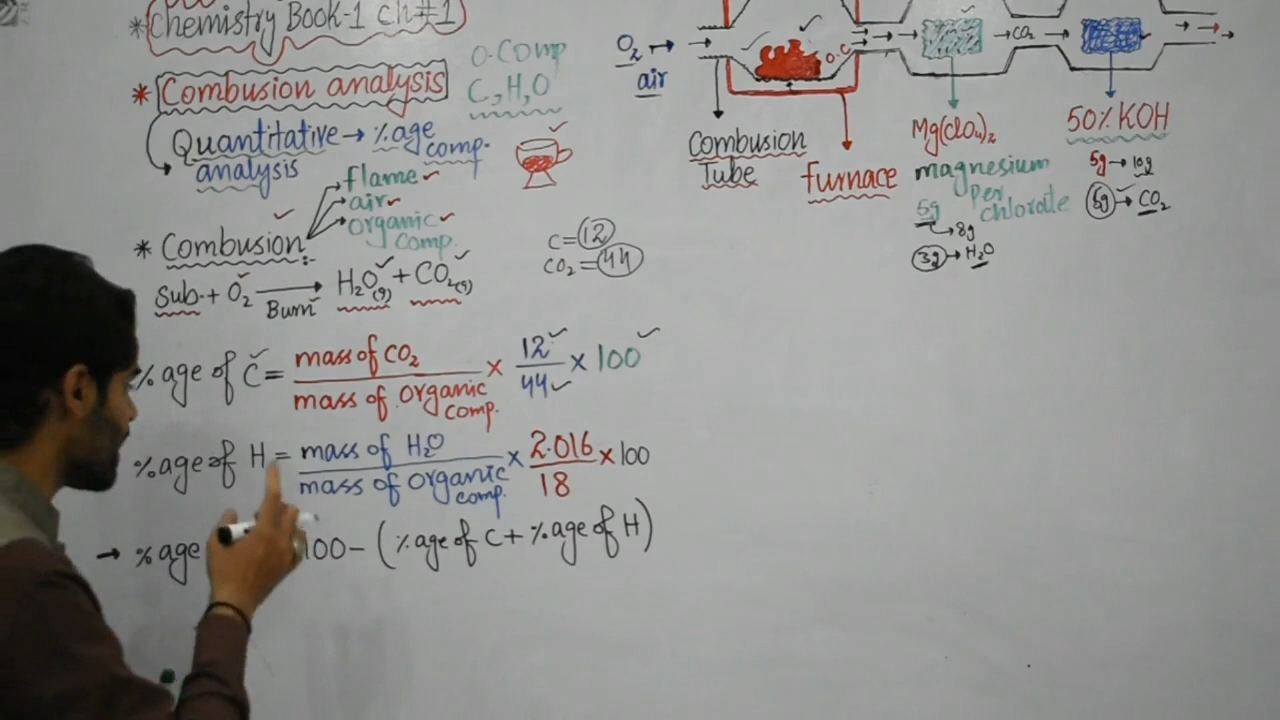 *Chemistry Book-1 Ch#1
* Combusion analysis
O-Comp
C,H,O
Quantitative → %age comp.
analysis
flame
air
organic comp.
* Combusion:-
Sub + O2 → H2O(g) + CO2(g)
Burn
C=12
CO2=44
%age of C = mass of CO2 / mass of organic comp. × 12/44 × 100
%age of H = mass of H2O / mass of organic comp. × 2.016/18 × 100
→ %age 100-(%age of C + %age of H)
O2 →
air
O.C
→CO2 →
Combusion
Tube
furnace
Mg(ClO4)2
magnesium
Per chlorate
5g
→8g
3g → H2O
50% KOH
5g → 10g
5g → CO2